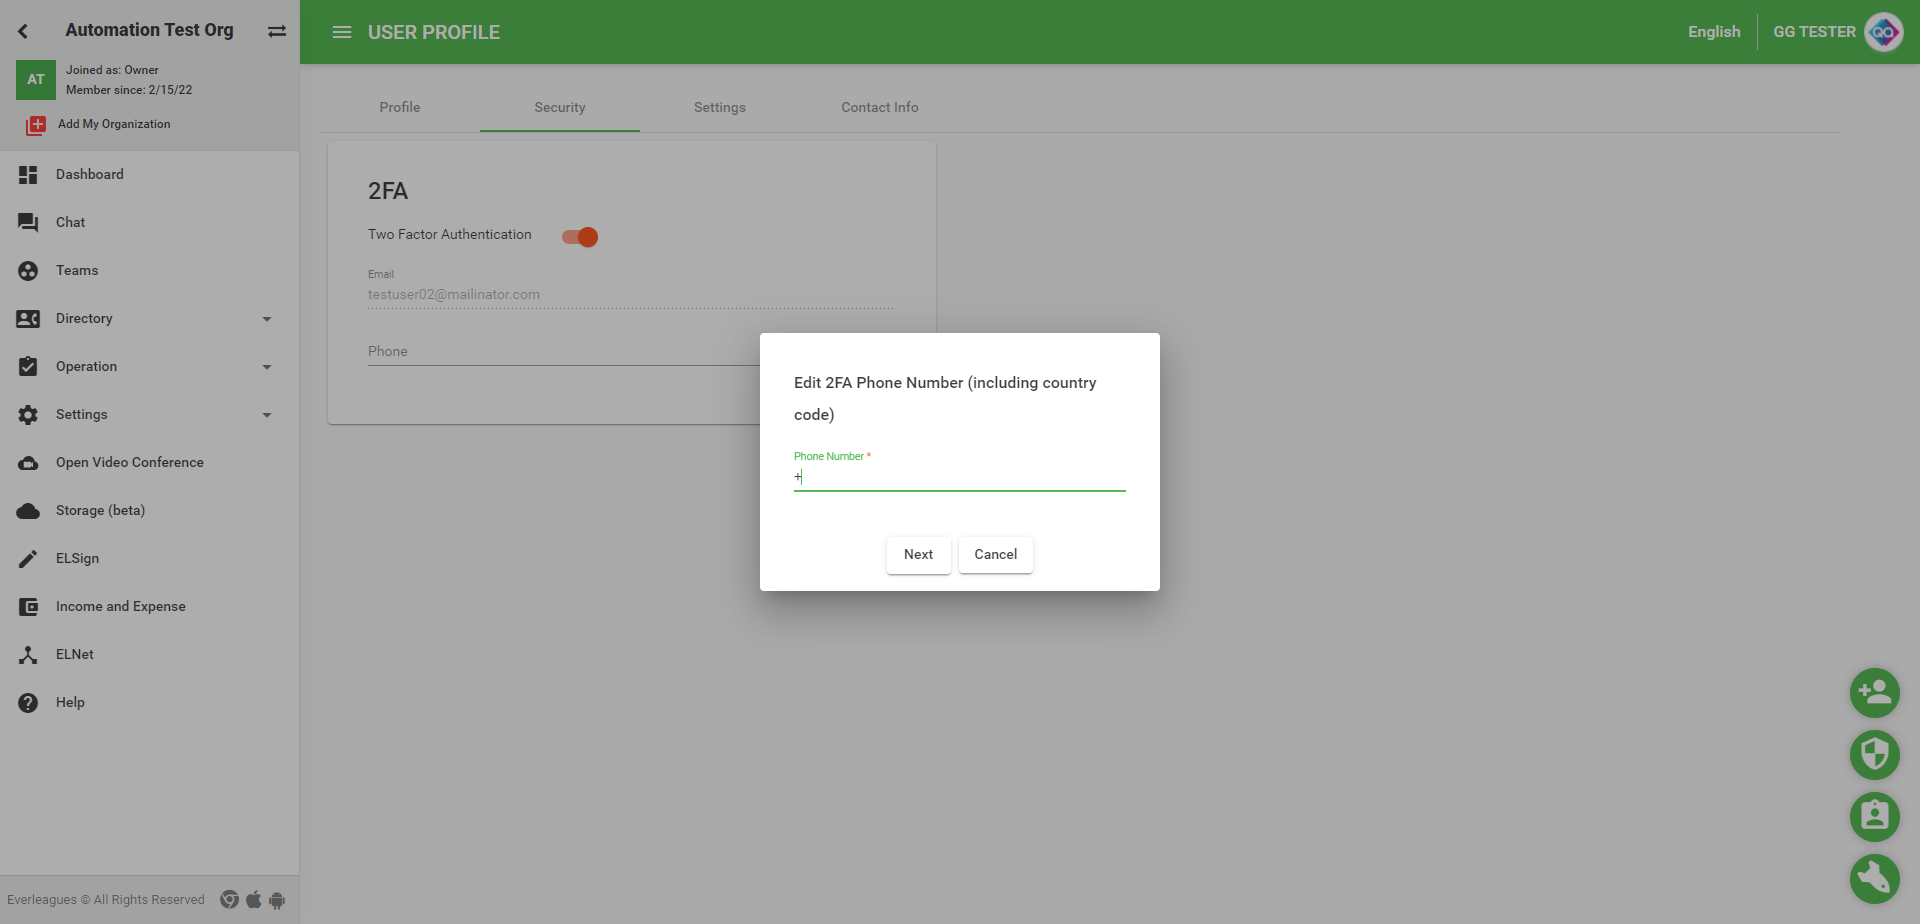 Automation Test Org
AT
Joined as: Owner
Member since: 2/15/22
Add My Organization
Dashboard
Chat
Teams
Directory
Operation
Settings
Open Video Conference
Storage (beta)
ELSign
Income and Expense
ELNet
Help
Everleagues © All Rights Reserved
USER PROFILE
English
GG TESTER
QA
Profile
Security
Settings
Contact Info
2FA
Two Factor Authentication
Email
testuser02@mailinator.com
Phone
Edit 2FA Phone Number (including country
code)
Phone Number *
+
Next
Cancel